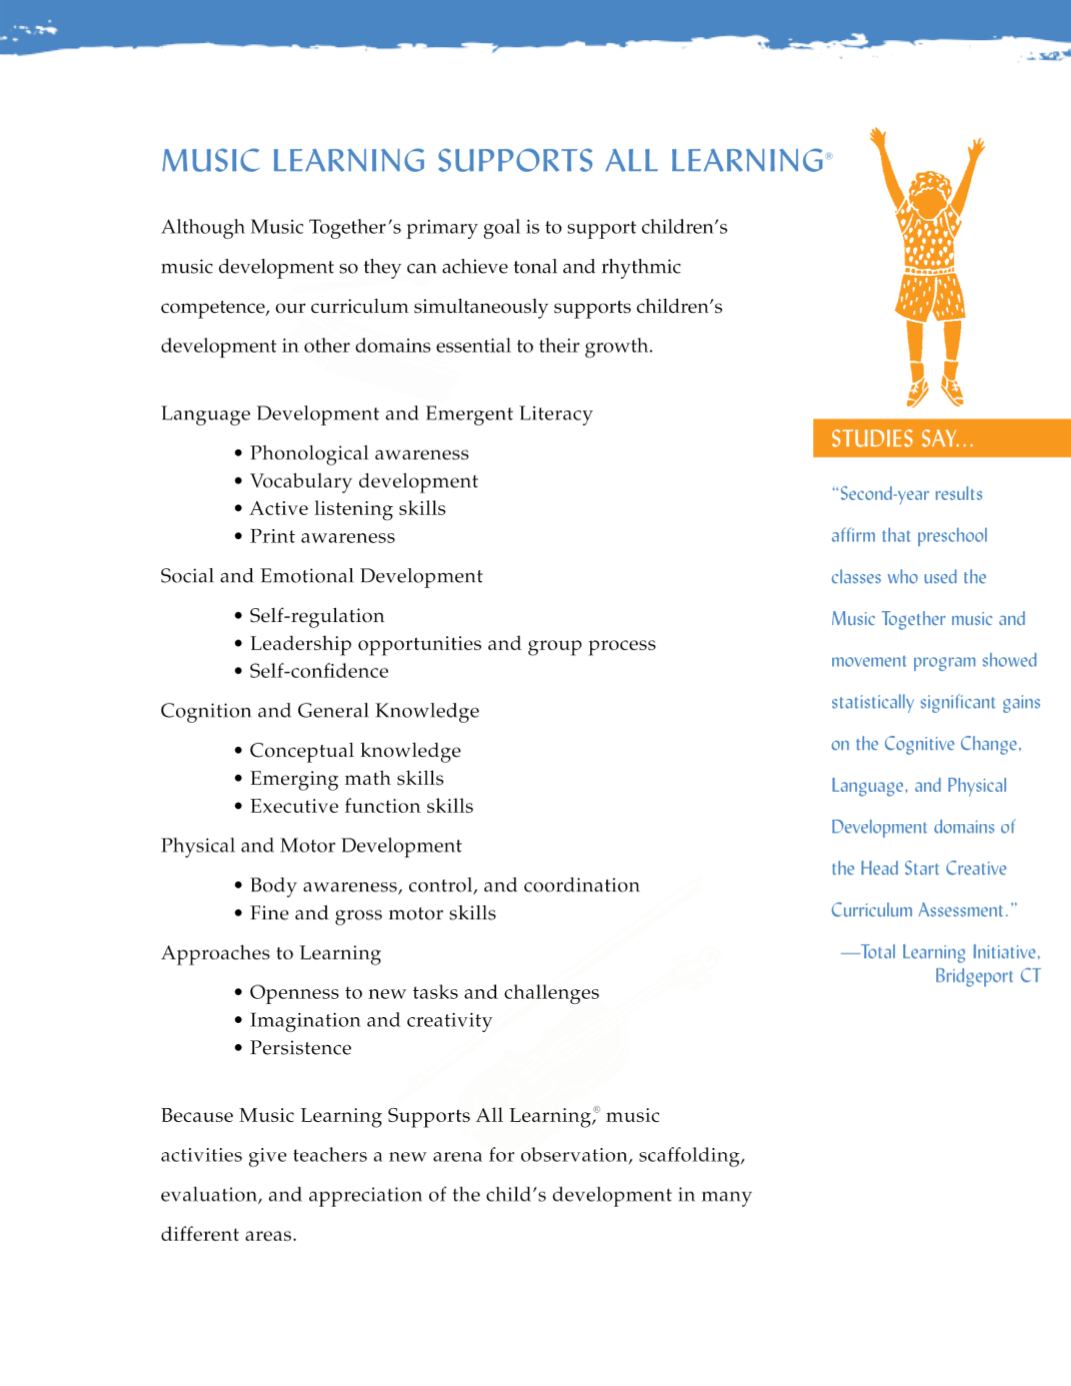 MUSIC LEARNING SUPPORTS ALL LEARNING®
Although Music Together's primary goal is to support children's
music development so they can achieve tonal and rhythmic
competence, our curriculum simultaneously supports children's
development in other domains essential to their growth.
Language Development and Emergent Literacy
• Phonological awareness
• Vocabulary development
• Active listening skills
• Print awareness
Social and Emotional Development
• Self-regulation
• Leadership opportunities and group process
• Self-confidence
Cognition and General Knowledge
• Conceptual knowledge
• Emerging math skills
• Executive function skills
Physical and Motor Development
• Body awareness, control, and coordination
• Fine and gross motor skills
Approaches to Learning
• Openness to new tasks and challenges
• Imagination and creativity
• Persistence
Because Music Learning Supports All Learning,® music
activities give teachers a new arena for observation, scaffolding,
evaluation, and appreciation of the child's development in many
different areas.
STUDIES SAY...
“Second-year results
affirm that preschool
classes who used the
Music Together music and
movement program showed
statistically significant gains
on the Cognitive Change,
Language, and Physical
Development domains of
the Head Start Creative
Curriculum Assessment.”
—Total Learning Initiative,
Bridgeport CT